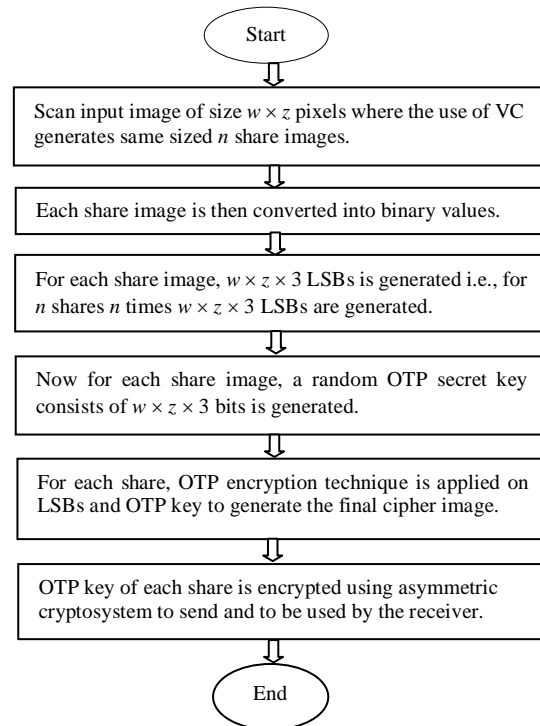 Start
Scan input image of size w × z pixels where the use of VC
generates same sized n share images.
Each share image is then converted into binary values.
For each share image, w × z × 3 LSBs is generated i.e., for
n shares n times w × z × 3 LSBs are generated.
Now for each share image, a random OTP secret key
consists of w × z × 3 bits is generated.
For each share, OTP encryption technique is applied on
LSBs and OTP key to generate the final cipher image.
OTP key of each share is encrypted using asymmetric
cryptosystem to send and to be used by the receiver.
End